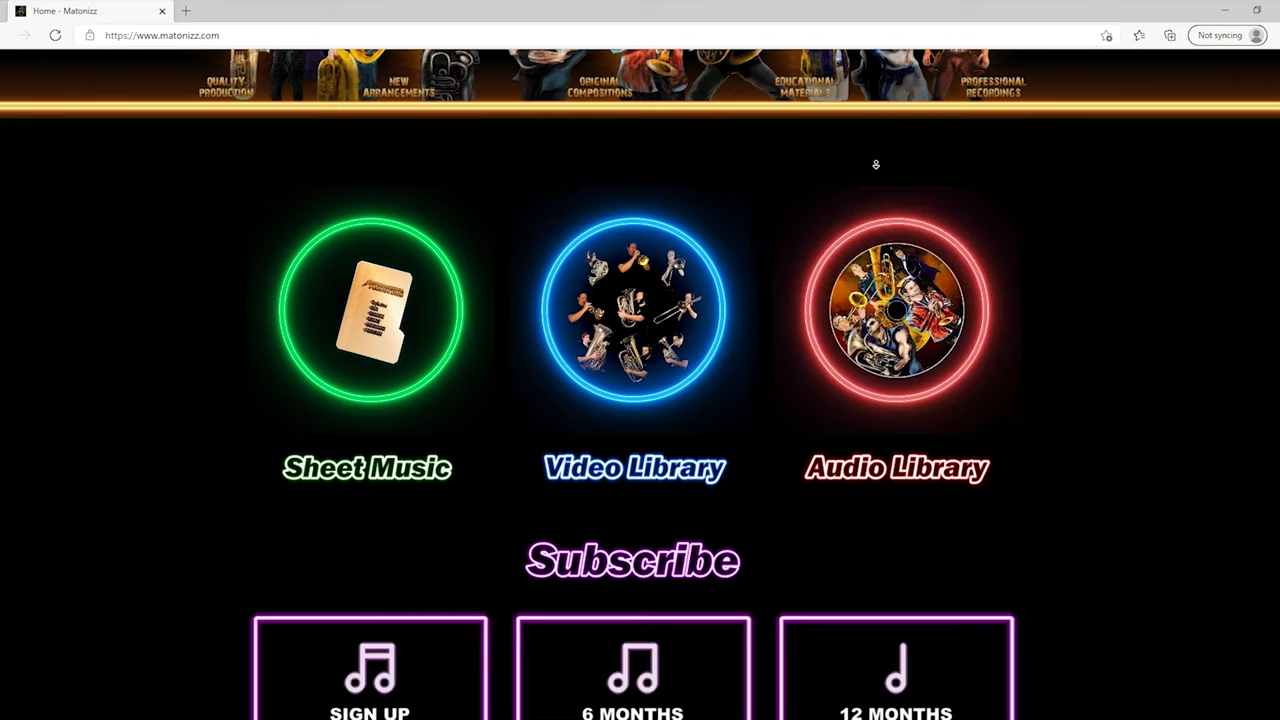 Home - Matonizz
https://www.matonizz.com
Not syncing
QUALITY
PRODUCTION
NEW
ARRANGEMENTS
ORIGINAL
COMPOSITIONS
EDUCATIONAL
MATERIALS
PROFESSIONAL
RECORDINGS
Sheet Music
Video Library
Audio Library
Subscribe
SIGN UP
6 MONTHS
12 MONTHS